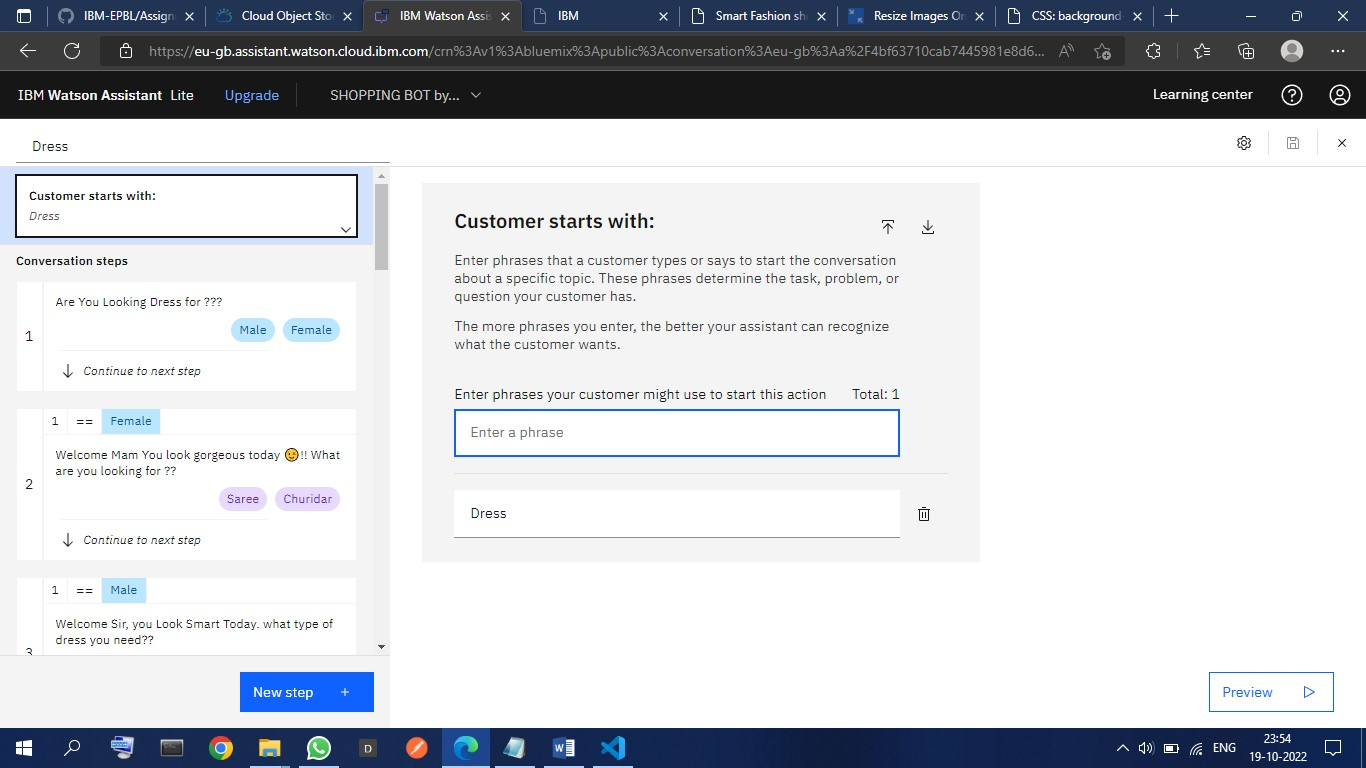 IBM-EPBL/Assign
Cloud Object Sto
IBM Watson Assis
IBM
Smart Fashion sh
Resize Images On
CSS: background
https://eu-gb.assistant.watson.cloud.ibm.com/crn%3Av1%3Abluemix%3Apublic%3Aconversation%3Aeu-gb%3Aa%2F4bf63710cab7445981e8d6...
IBM Watson Assistant Lite
Upgrade
SHOPPING BOT by...
Learning center
Dress
Customer starts with:
Dress
Conversation steps
1
Are You Looking Dress for ???
Male Female
Continue to next step
2
1 == Female
Welcome Mam You look gorgeous today 😉!! What
are you looking for ??
Saree Churidar
Continue to next step
3
1 == Male
Welcome Sir, you Look Smart Today. what type of
dress you need??
New step +
Customer starts with:
Enter phrases that a customer types or says to start the conversation
about a specific topic. These phrases determine the task, problem, or
question your customer has.
The more phrases you enter, the better your assistant can recognize
what the customer wants.
Enter phrases your customer might use to start this action Total: 1
Enter a phrase
Dress
Preview
D
ENG
23:54
19-10-2022